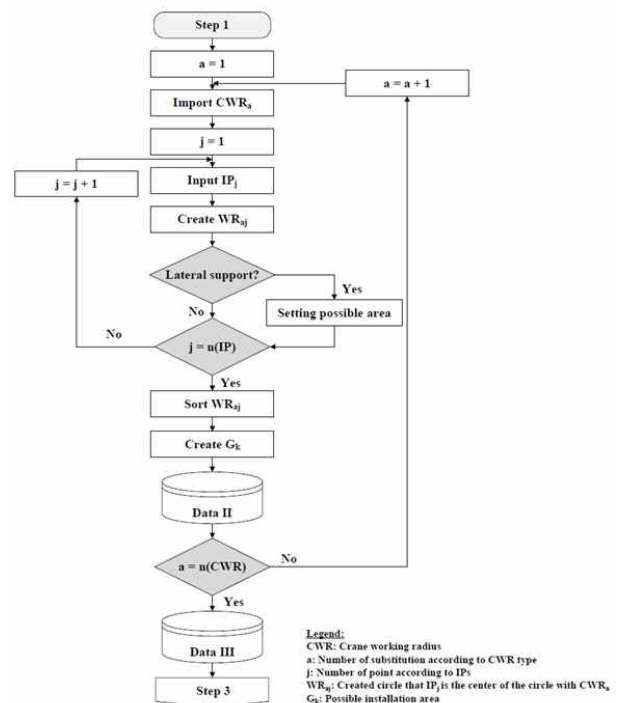 Step 1
a = 1
a = a + 1
Import CWRa
j = 1
j = j + 1
Input IPj
Create WRaj
Lateral support?
Yes
Setting possible area
No
No
j = n(IP)
Yes
Sort WRaj
Create Gk
Data II
a = n(CWR)
No
Yes
Data III
Step 3
Legend:
CWR: Crane working radius
a: Number of substitution according to CWR type
j: Number of point according to IPs
WRaj: Created circle that IPj is the center of the circle with CWRa
Gk: Possible installation area